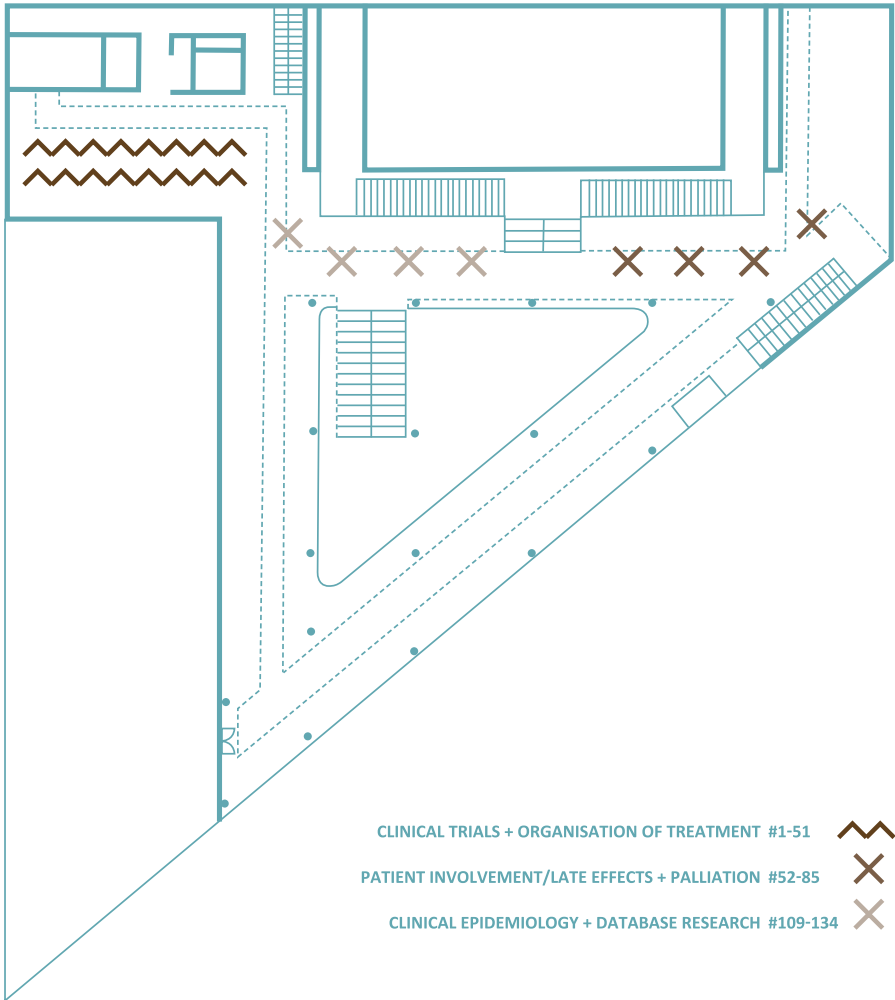 CLINICAL TRIALS + ORGANISATION OF TREATMENT #1-51
PATIENT INVOLVEMENT/LATE EFFECTS + PALLIATION #52-85
CLINICAL EPIDEMIOLOGY + DATABASE RESEARCH #109-134